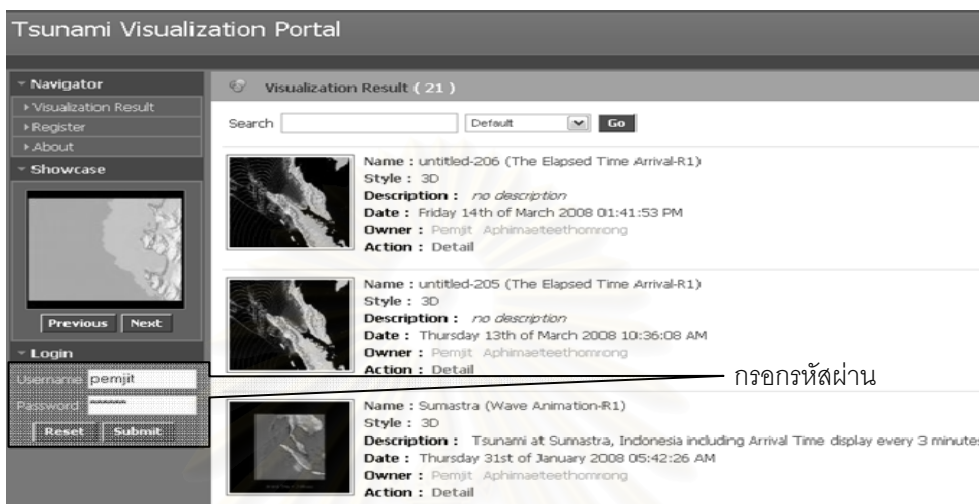 Tsunami Visualization Portal
Navigator
Visualization Result
Register
About
Showcase
Previous Next
Login
Username pemjit
Password ******
Reset Submit
Visualization Result ( 21 )
Search Default Go
Name : untitled-206 (The Elapsed Time Arrival-R1)
Style : 3D
Description : no description
Date : Friday 14th of March 2008 01:41:53 PM
Owner : Pemjit Aphimaeteethomrong
Action : Detail
Name : untitled-205 (The Elapsed Time Arrival-R1)
Style : 3D
Description : no description
Date : Thursday 13th of March 2008 10:36:08 AM
Owner : Pemjit Aphimaeteethomrong
Action : Detail
กรอกรหัสผ่าน
Name : Sumastra (Wave Animation-R1)
Style : 3D
Description : Tsunami at Sumastra, Indonesia including Arrival Time display every 3 minutes
Date : Thursday 31st of January 2008 05:42:26 AM
Owner : Pemjit Aphimaeteethomrong
Action : Detail